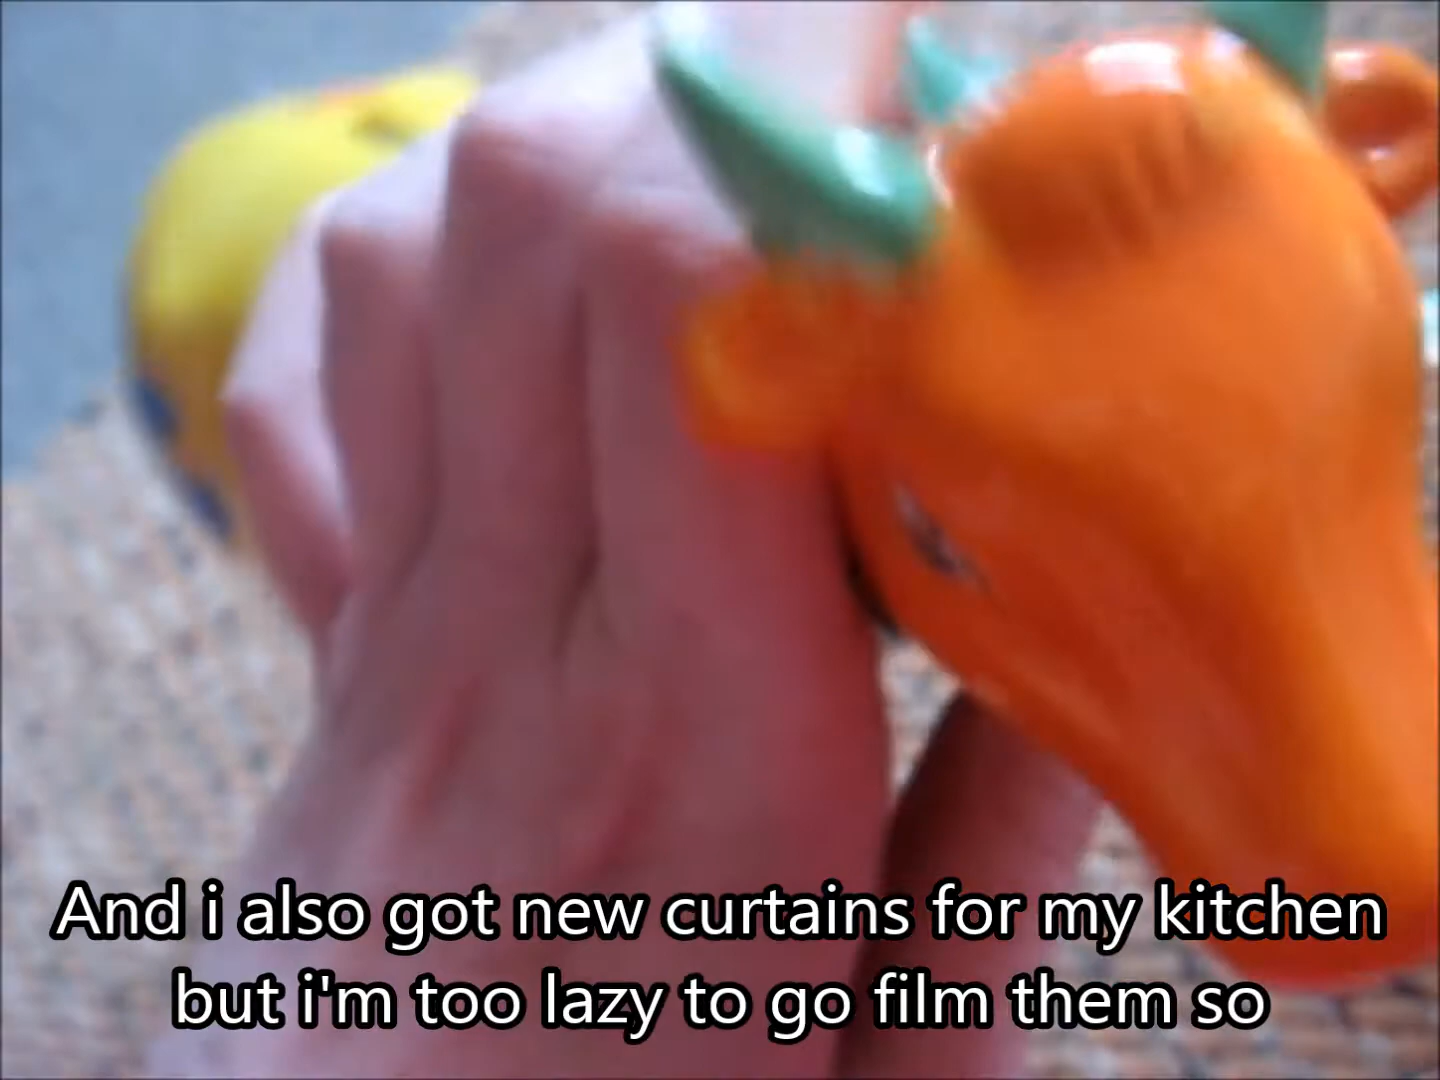 And i also got new curtains for my kitchen
but i'm too lazy to go film them so